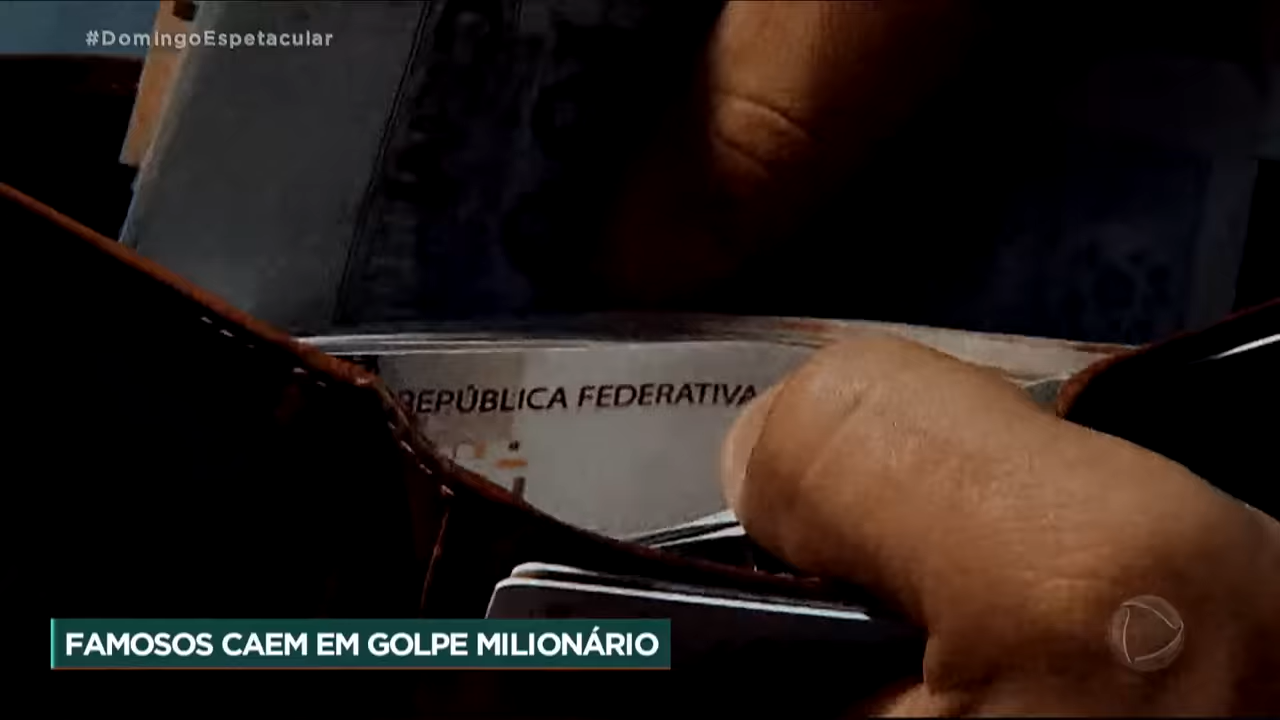 #DomingoEspetacular
REPÚBLICA FEDERATIVA
FAMOSOS CAEM EM GOLPE MILIONÁRIO